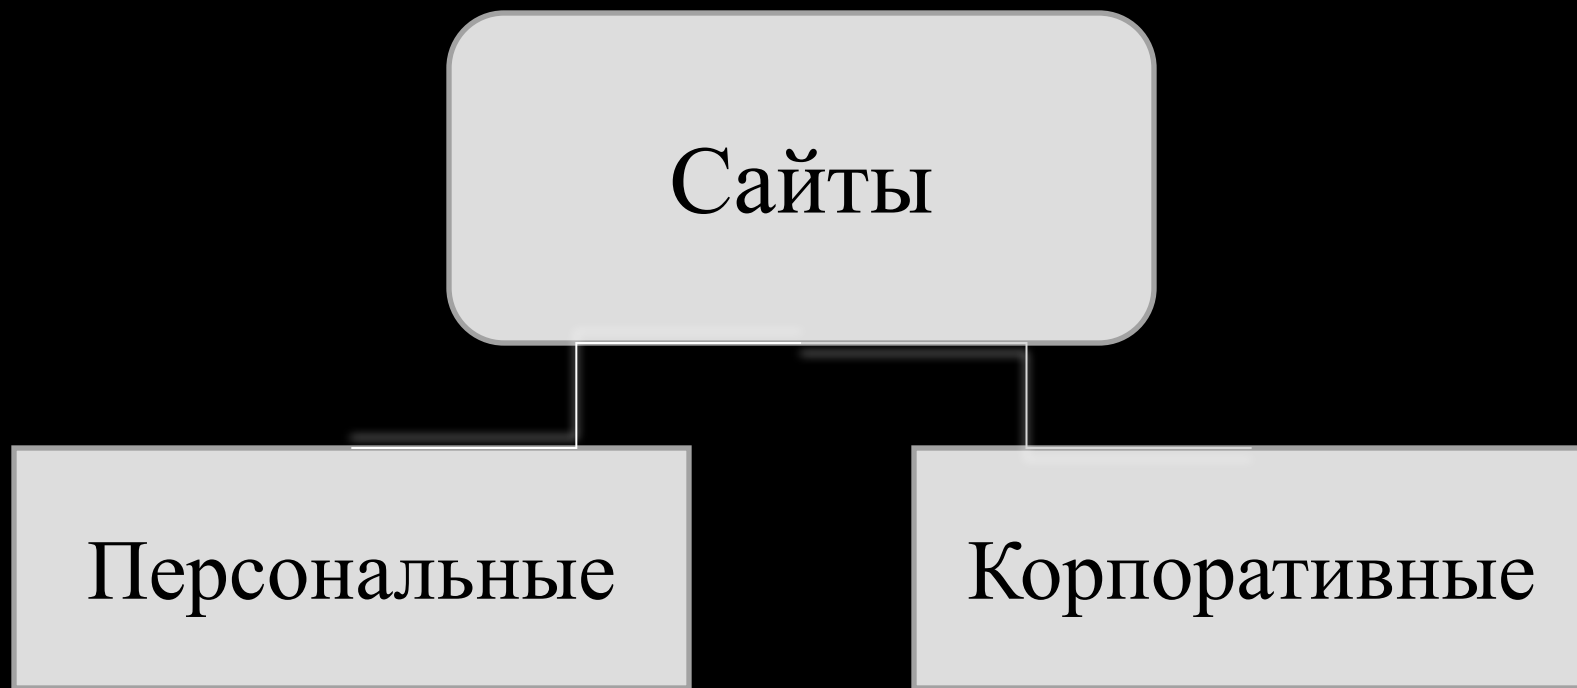 Сайты
Персональные
Корпоративные